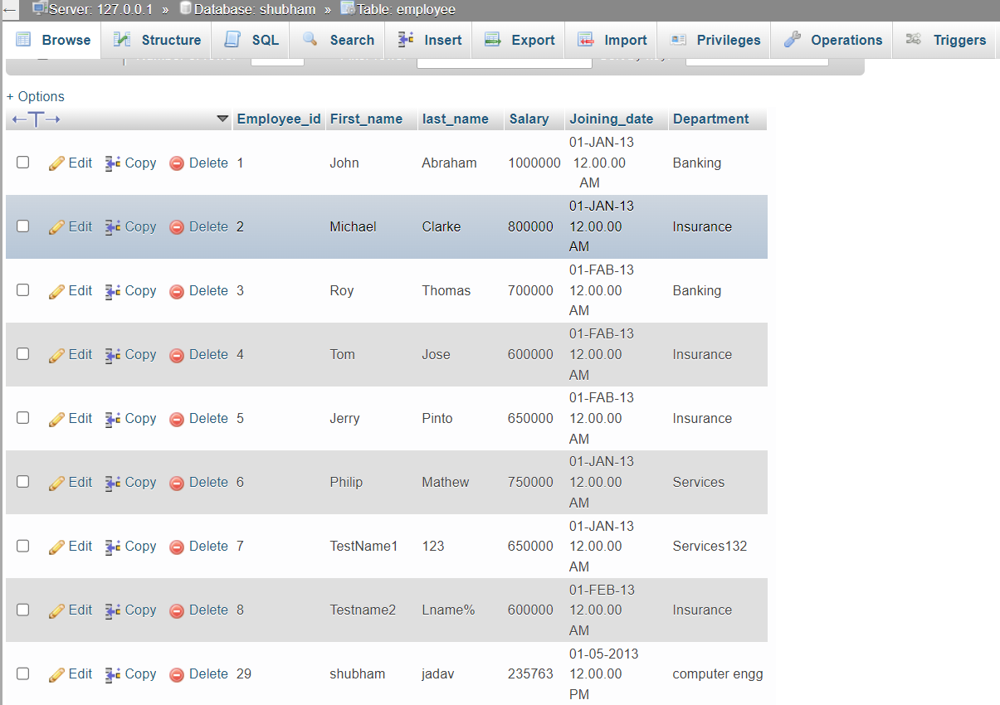 Server: 127.0.0.1 » Database: shubham » Table: employee
Browse Structure SQL Search Insert Export Import Privileges Operations Triggers
+ Options
←T→ Employee_id First_name last_name Salary Joining_date Department
Edit Copy Delete 1 John Abraham 1000000 01-JAN-13 12.00.00 AM Banking
Edit Copy Delete 2 Michael Clarke 800000 01-JAN-13 12.00.00 AM Insurance
Edit Copy Delete 3 Roy Thomas 700000 01-FAB-13 12.00.00 AM Banking
Edit Copy Delete 4 Tom Jose 600000 01-FAB-13 12.00.00 AM Insurance
Edit Copy Delete 5 Jerry Pinto 650000 01-FAB-13 12.00.00 AM Insurance
Edit Copy Delete 6 Philip Mathew 750000 01-JAN-13 12.00.00 AM Services
Edit Copy Delete 7 TestName1 123 650000 01-JAN-13 12.00.00 AM Services132
Edit Copy Delete 8 Testname2 Lname% 600000 01-FEB-13 12.00.00 AM Insurance
Edit Copy Delete 29 shubham jadav 235763 01-05-2013 12.00.00 PM computer engg